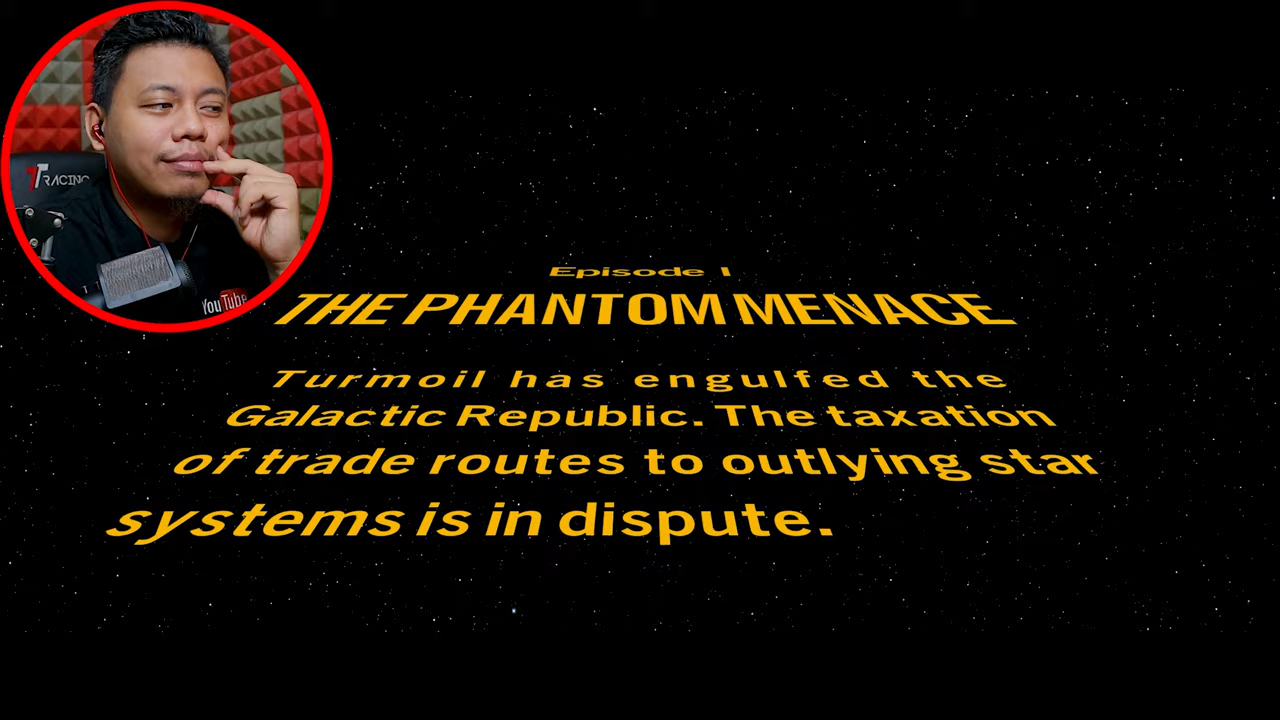 TRACING
YouTube
Episode I
THE PHANTOM MENACE
Turmoil has engulfed the
Galactic Republic. The taxation
of trade routes to outlying star
systems is in dispute.